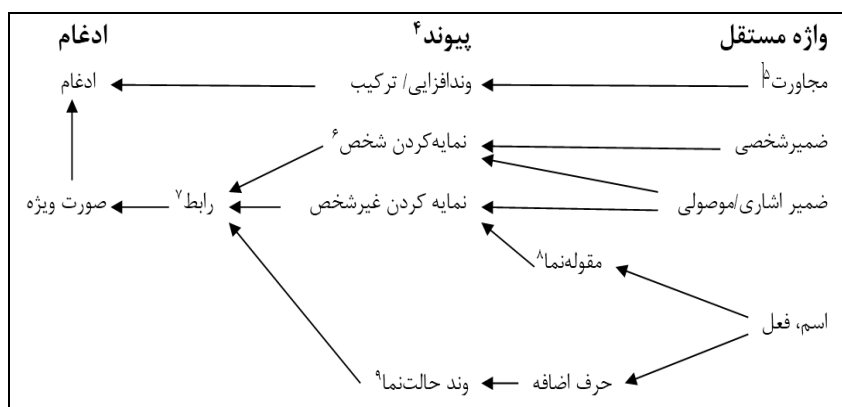 واژه مستقل پیوند۴ ادغام
مجاورت۵ وندافزایی/ ترکیب ادغام
ضمیرشخصی نمایه‌کردن شخص۶
ضمیر اشاری/موصولی نمایه کردن غیرشخص رابط۷ صورت ویژه
مقوله‌نما۸
اسم، فعل
حرف اضافه وند حالت‌نما۹